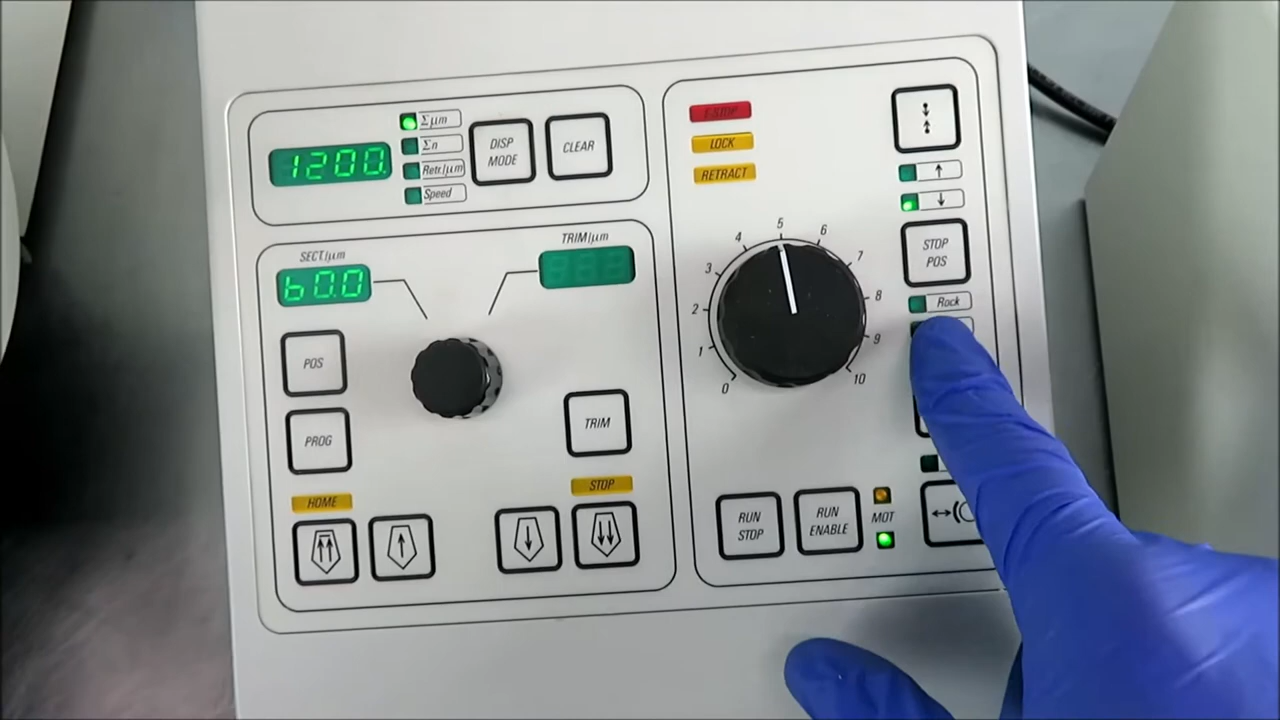 1200.
Σμm
Σn
Retr./μm
Speed
DISP
MODE
CLEAR
SECT./μm
60.0
TRIM/μm
POS
PROG
TRIM
HOME
STOP
E-STOP
LOCK
RETRACT
0 1 2 3 4 5 6 7 8 9 10
STOP
POS
Rock
RUN
STOP
RUN
ENABLE
MOT